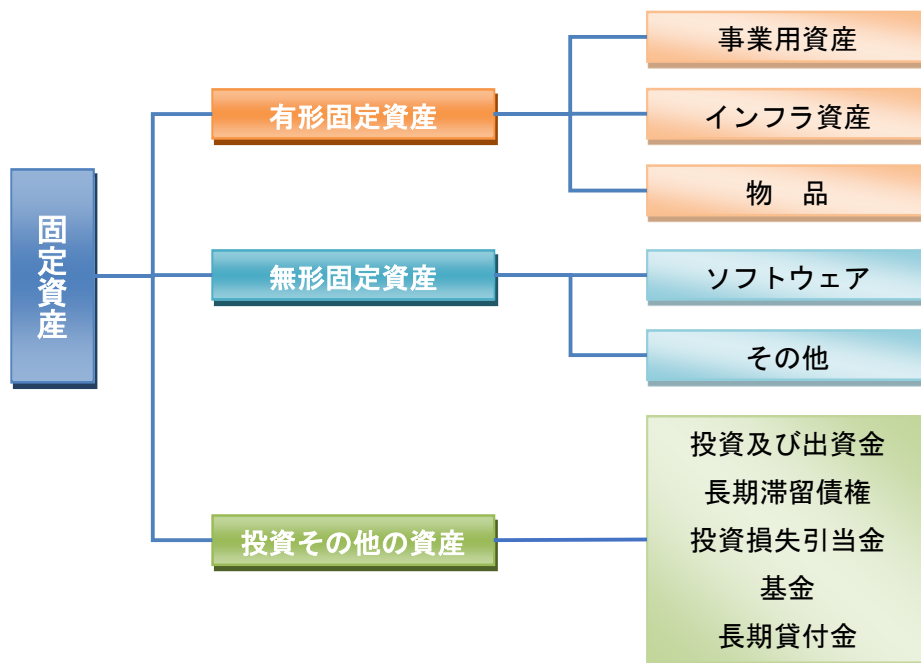 固定資産
有形固定資産
事業用資産
インフラ資産
物　品
無形固定資産
ソフトウェア
その他
投資その他の資産
投資及び出資金
長期滞留債権
投資損失引当金
基金
長期貸付金